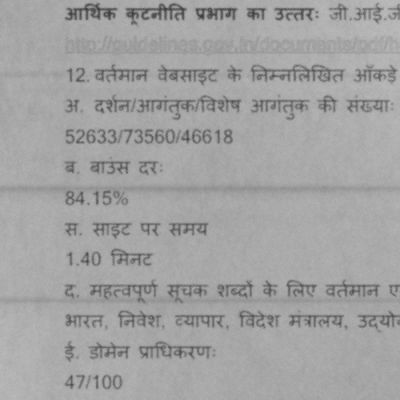 आर्थिक कूटनीति प्रभाग का उत्तरः जी.आई.ज
http://guidelines.gov.in/documents/pdf/h
12. वर्तमान वेबसाइट के निम्नलिखित आँकड़े
अ. दर्शन/आगंतुक/विशेष आगंतुक की संख्याः
52633/73560/46618
ब. बाउंस दरः
84.15%
स. साइट पर समय
1.40 मिनट
द. महत्वपूर्ण सूचक शब्दों के लिए वर्तमान ए
भारत, निवेश, व्यापार, विदेश मंत्रालय,
ई. डोमेन प्राधिकरणः
47/100